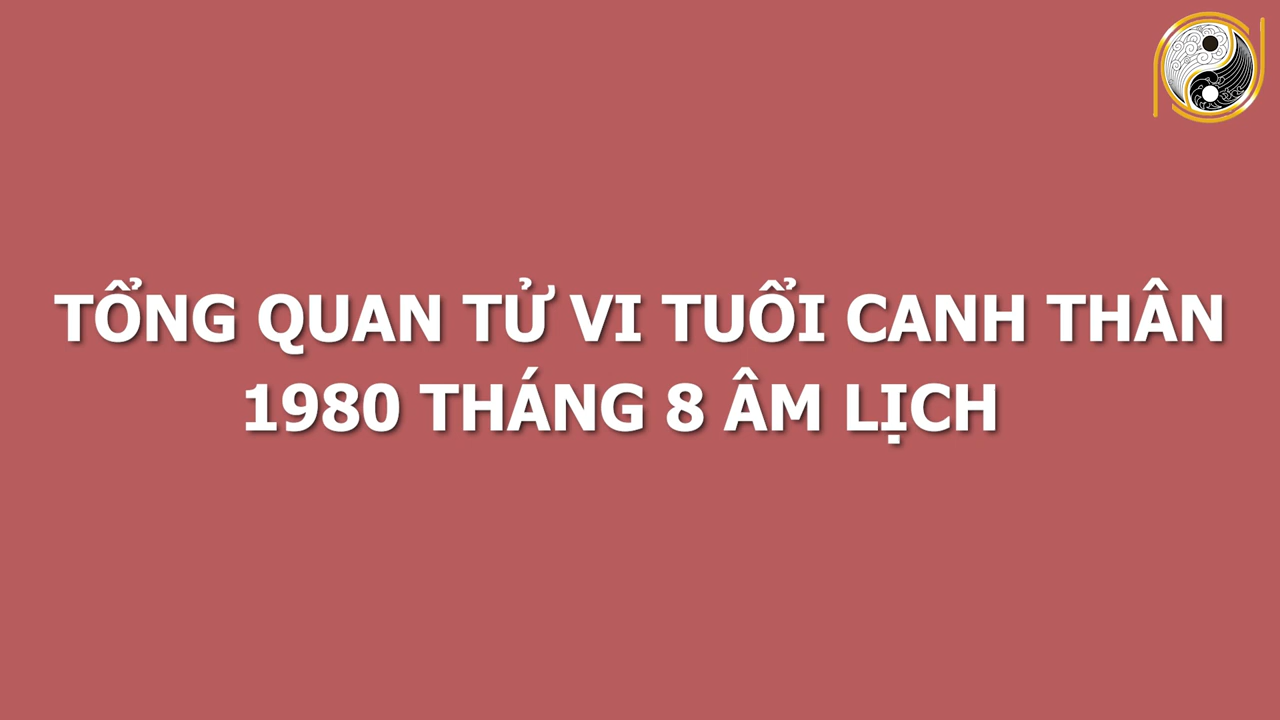 TỔNG QUAN TỬ VI TUỔI CANH THÂN
1980 THÁNG 8 ÂM LỊCH